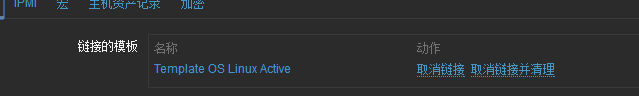 IPMI 宏 主机资产记录 加密
链接的模板 名称 动作
Template OS Linux Active 取消链接 取消链接并清理